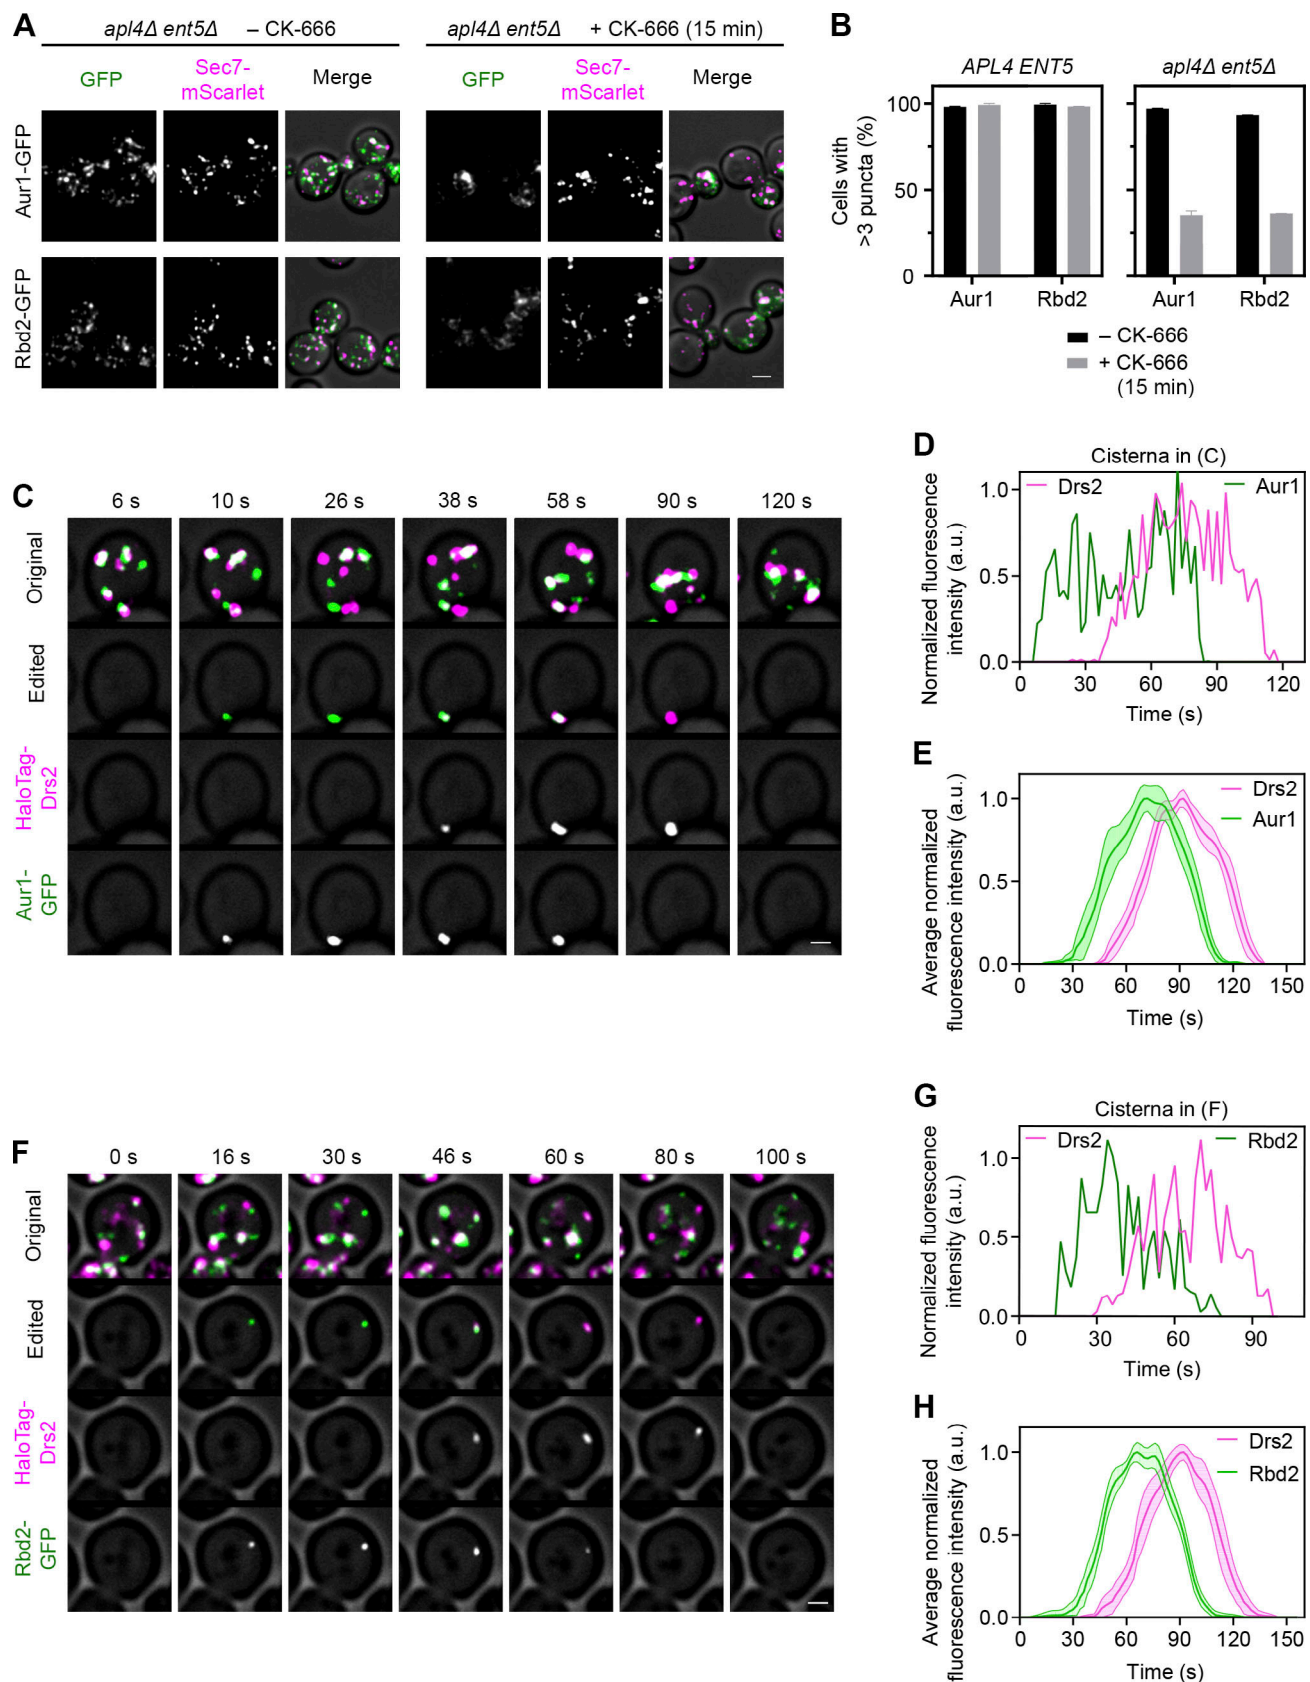 A
apl4Δ ent5Δ – CK-666
apl4Δ ent5Δ + CK-666 (15 min)
GFP
Sec7-
mScarlet
Merge
GFP
Sec7-
mScarlet
Merge
Aur1-GFP
Rbd2-GFP
B
APL4 ENT5
apl4Δ ent5Δ
Cells with
>3 puncta (%)
100
50
0
Aur1
Rbd2
Aur1
Rbd2
– CK-666
+ CK-666
(15 min)
C
6 s
10 s
26 s
38 s
58 s
90 s
120 s
Original
Edited
HaloTag-
Drs2
Aur1-
GFP
D
Cisterna in (C)
Drs2
Aur1
Normalized fluorescence
intensity (a.u.)
1.0
0.5
0.0
0
30
60
90
120
Time (s)
E
Drs2
Aur1
Average normalized
fluorescence intensity (a.u.)
1.0
0.5
0.0
0
30
60
90
120
150
Time (s)
F
0 s
16 s
30 s
46 s
60 s
80 s
100 s
Original
Edited
HaloTag-
Drs2
Rbd2-
GFP
G
Cisterna in (F)
Drs2
Rbd2
Normalized fluorescence
intensity (a.u.)
1.0
0.5
0.0
0
30
60
90
Time (s)
H
Drs2
Rbd2
Average normalized
fluorescence intensity (a.u.)
1.0
0.5
0.0
0
30
60
90
120
150
Time (s)